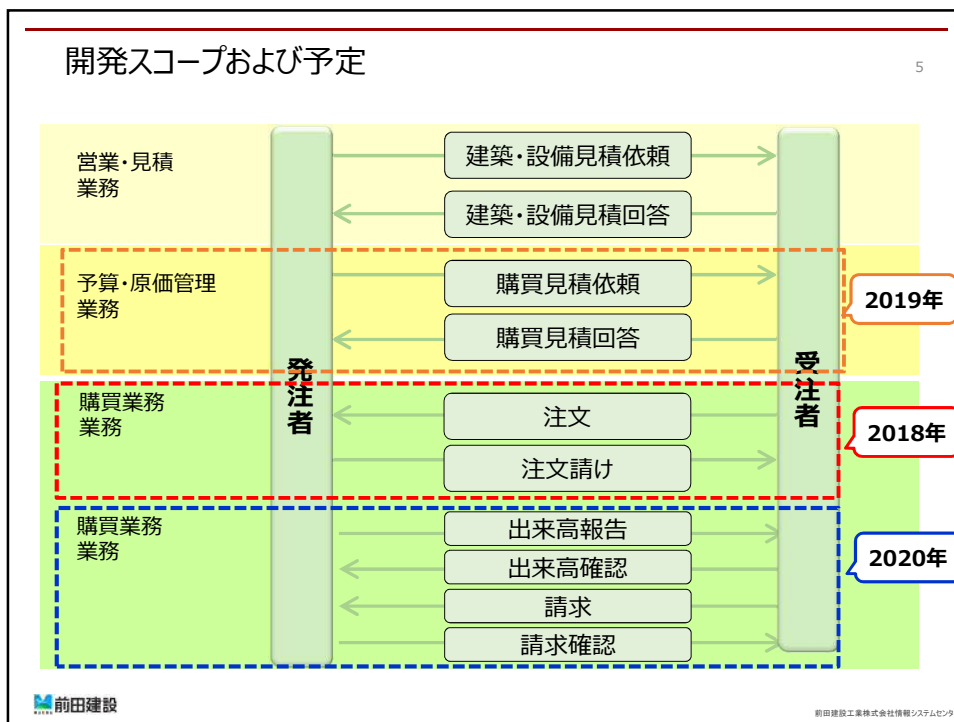 開発スコープおよび予定
5
営業・見積
業務
建築・設備見積依頼
建築・設備見積回答
予算・原価管理
業務
購買見積依頼
購買見積回答
2019年
発注者
受注者
購買業務
業務
注文
注文請け
2018年
購買業務
業務
出来高報告
出来高確認
請求
請求確認
2020年
前田建設
前田建設工業株式会社情報システムセンタ